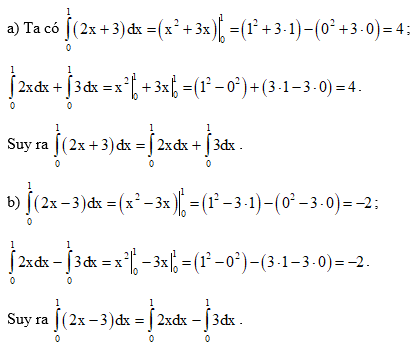 a) Ta có ∫₀¹(2x+3)dx = (x²+3x)|₀¹ = (1²+3·1)−(0²+3·0) = 4;
∫₀¹2xdx + ∫₀¹3dx = x²|₀¹ + 3x|₀¹ = (1²−0²)+(3·1−3·0) = 4.
Suy ra ∫₀¹(2x+3)dx = ∫₀¹2xdx + ∫₀¹3dx.
b) ∫₀¹(2x−3)dx = (x²−3x)|₀¹ = (1²−3·1)−(0²−3·0) = −2;
∫₀¹2xdx − ∫₀¹3dx = x²|₀¹ − 3x|₀¹ = (1²−0²)−(3·1−3·0) = −2.
Suy ra ∫₀¹(2x−3)dx = ∫₀¹2xdx − ∫₀¹3dx.